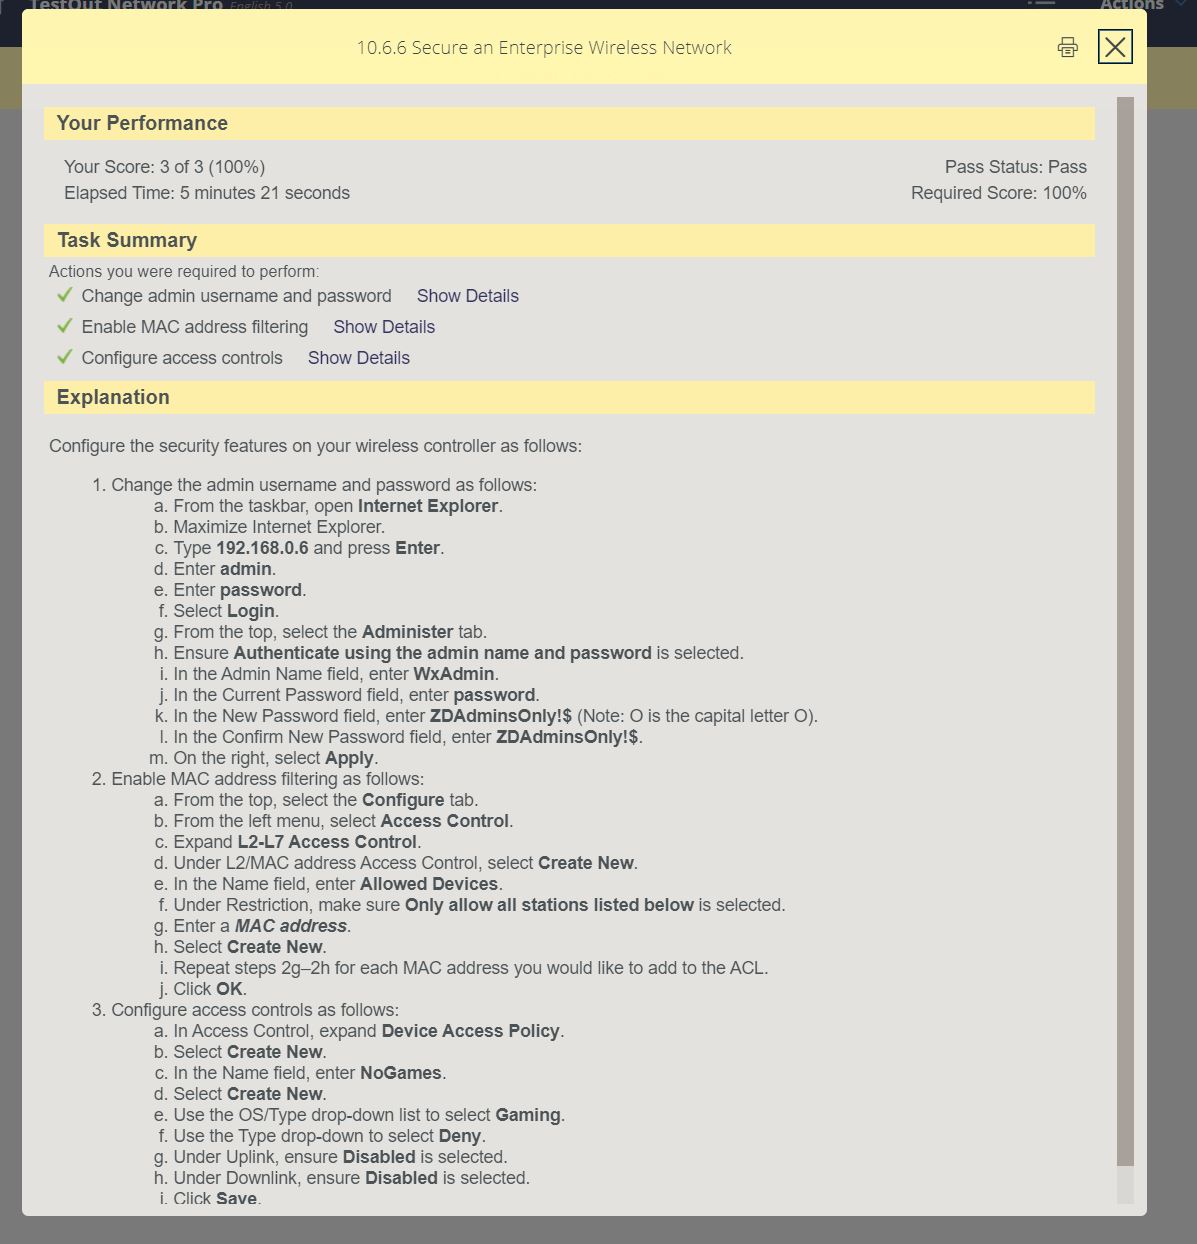 TestOut Network Pro English 5.0
Actions
10.6.6 Secure an Enterprise Wireless Network
Your Performance
Your Score: 3 of 3 (100%)
Pass Status: Pass
Elapsed Time: 5 minutes 21 seconds
Required Score: 100%
Task Summary
Actions you were required to perform:
Change admin username and password Show Details
Enable MAC address filtering Show Details
Configure access controls Show Details
Explanation
Configure the security features on your wireless controller as follows:
1. Change the admin username and password as follows:
a. From the taskbar, open Internet Explorer.
b. Maximize Internet Explorer.
c. Type 192.168.0.6 and press Enter.
d. Enter admin.
e. Enter password.
f. Select Login.
g. From the top, select the Administer tab.
h. Ensure Authenticate using the admin name and password is selected.
i. In the Admin Name field, enter WxAdmin.
j. In the Current Password field, enter password.
k. In the New Password field, enter ZDAdminsOnly!$ (Note: O is the capital letter O).
l. In the Confirm New Password field, enter ZDAdminsOnly!$.
m. On the right, select Apply.
2. Enable MAC address filtering as follows:
a. From the top, select the Configure tab.
b. From the left menu, select Access Control.
c. Expand L2-L7 Access Control.
d. Under L2/MAC address Access Control, select Create New.
e. In the Name field, enter Allowed Devices.
f. Under Restriction, make sure Only allow all stations listed below is selected.
g. Enter a MAC address.
h. Select Create New.
i. Repeat steps 2g–2h for each MAC address you would like to add to the ACL.
j. Click OK.
3. Configure access controls as follows:
a. In Access Control, expand Device Access Policy.
b. Select Create New.
c. In the Name field, enter NoGames.
d. Select Create New.
e. Use the OS/Type drop-down list to select Gaming.
f. Use the Type drop-down to select Deny.
g. Under Uplink, ensure Disabled is selected.
h. Under Downlink, ensure Disabled is selected.
i. Click Save.